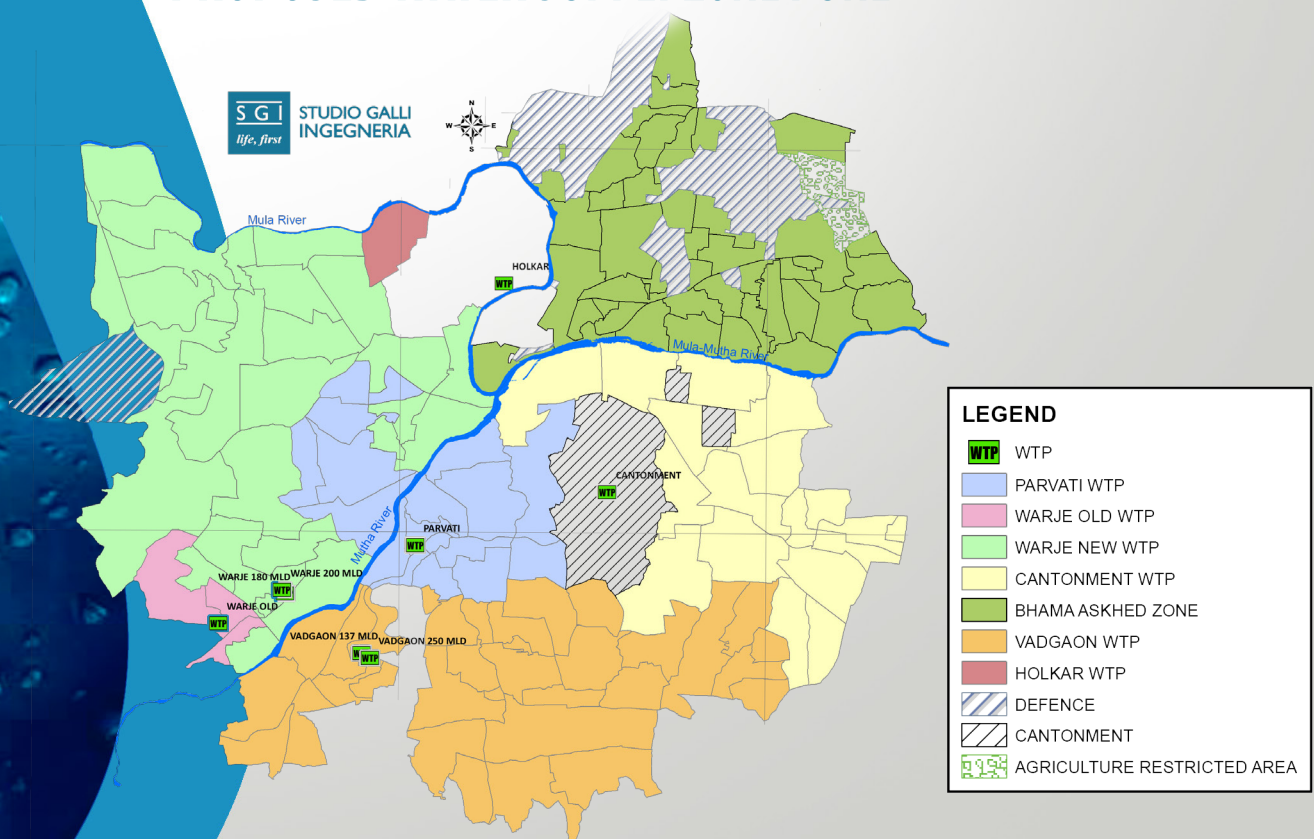 SGI
life, first
STUDIO GALLI
INGEGNERIA
N
W
E
S
Mula River
HOLKAR
WTP
Mula-Mutha River
CANTONMENT
WTP
Mutha River
PARVATI
WTP
WARJE 180 MLD
WARJE 200 MLD
WTP
WARJE OLD
WTP
VADGAON 137 MLD
VADGAON 250 MLD
W
WTP
LEGEND
WTP WTP
PARVATI WTP
WARJE OLD WTP
WARJE NEW WTP
CANTONMENT WTP
BHAMA ASKHED ZONE
VADGAON WTP
HOLKAR WTP
DEFENCE
CANTONMENT
AGRICULTURE RESTRICTED AREA